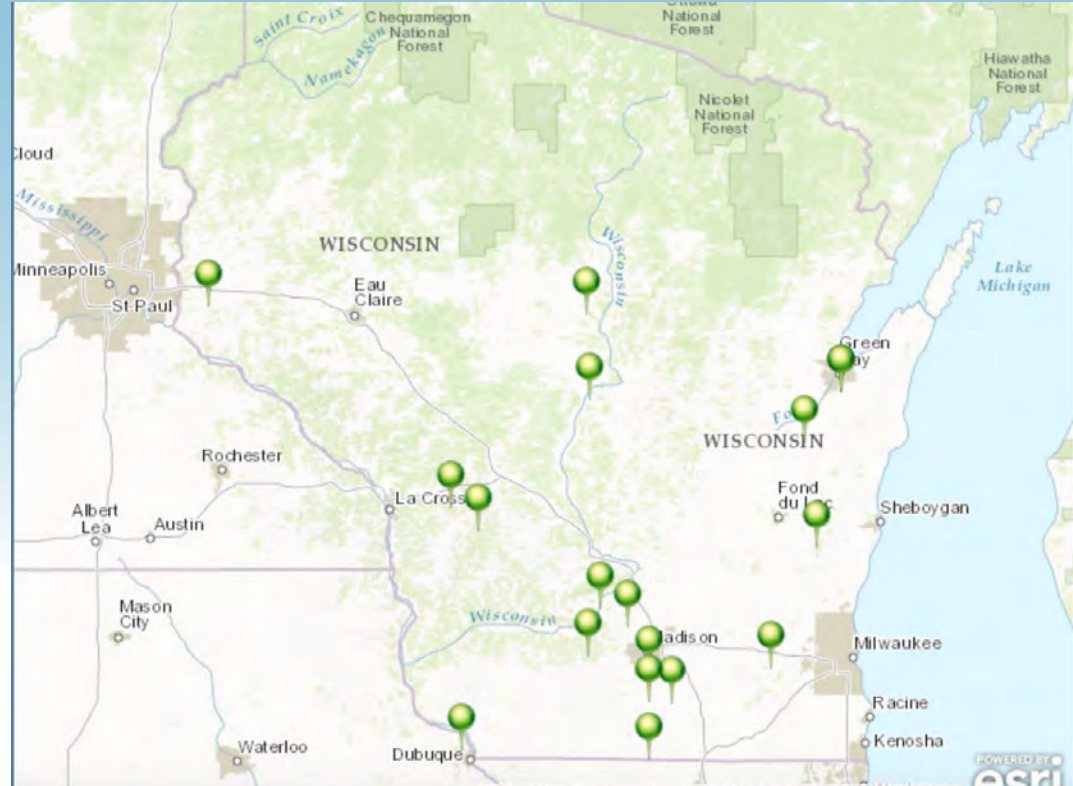 Saint Croix
Namekagon
Chequamegon
National
Forest
National
Forest
Hiawatha
National
Forest
Nicolet
National
Forest
Cloud
Mississippi
Minneapolis
St Paul
WISCONSIN
Eau
Claire
Wisconsin
Lake
Michigan
Green
WISCONSIN
Rochester
La Cross
Fond
du Lac
Sheboygan
Albert
Lea
Austin
Mason
City
Wisconsin
adison
Milwaukee
Racine
Kenosha
Waterloo
Dubuque
POWERED BY
esri